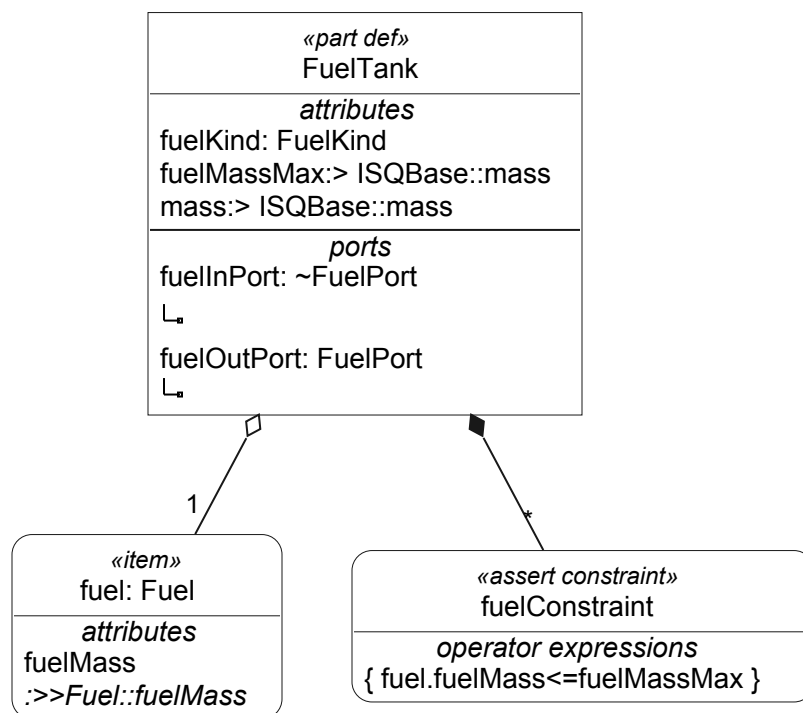 «part def»
FuelTank
attributes
fuelKind: FuelKind
fuelMassMax:> ISQBase::mass
mass:> ISQBase::mass
ports
fuelInPort: ~FuelPort
fuelOutPort: FuelPort
1
*
«item»
fuel: Fuel
attributes
fuelMass
:>>Fuel::fuelMass
«assert constraint»
fuelConstraint
operator expressions
{ fuel.fuelMass<=fuelMassMax }